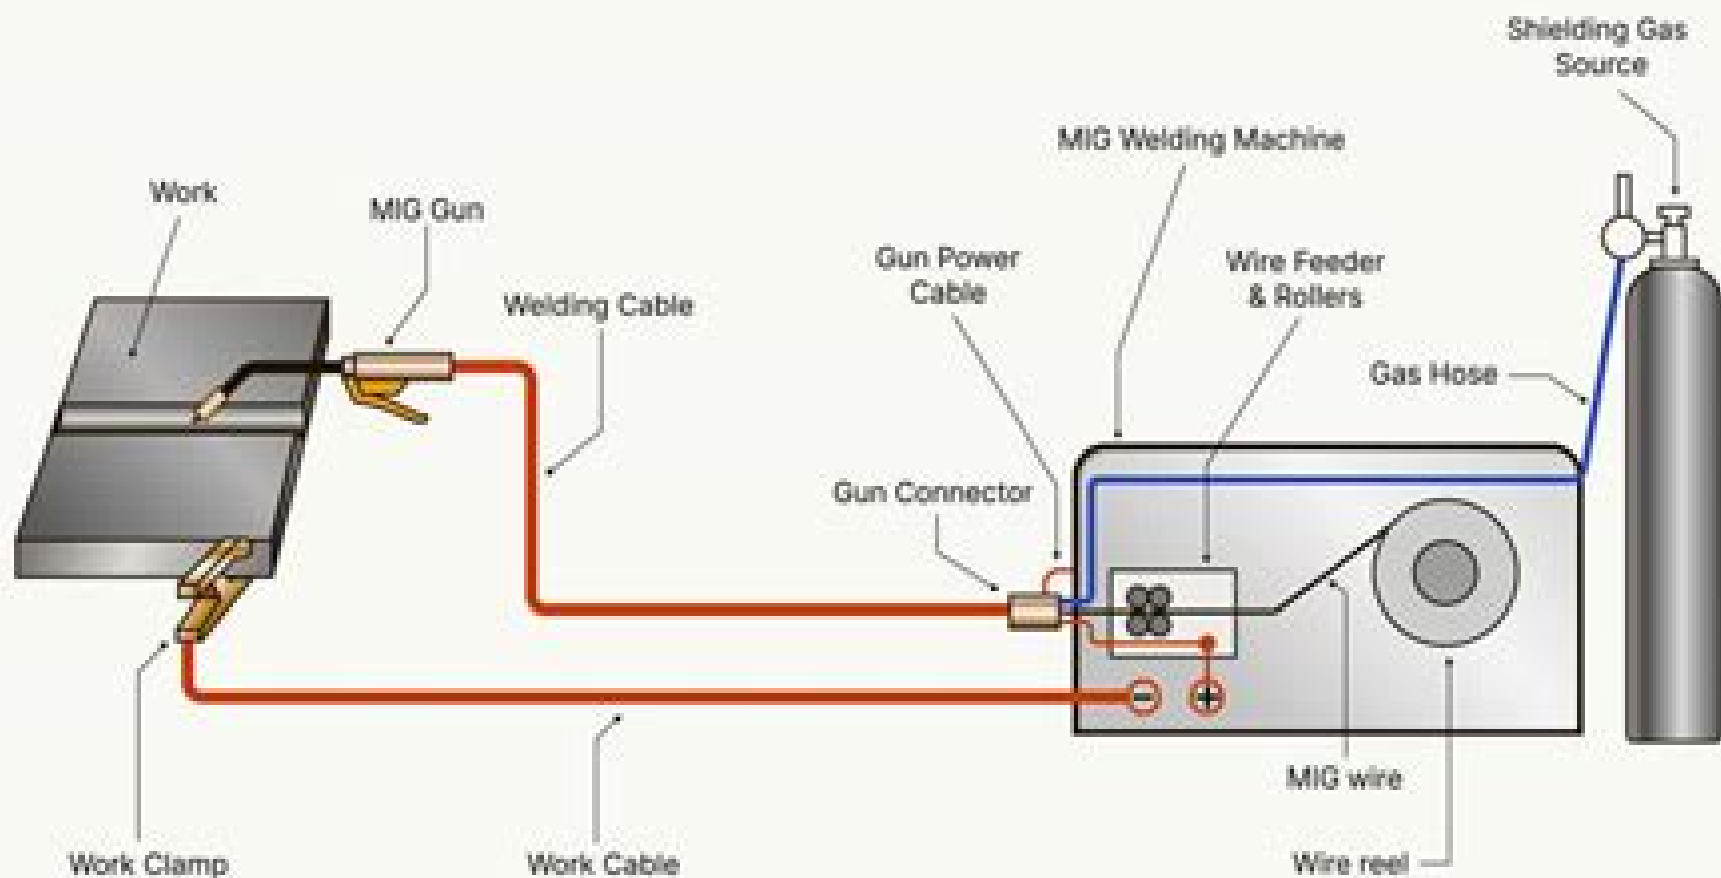 Shielding Gas
Source
MIG Welding Machine
Work
MIG Gun
Gun Power
Cable
Wire Feeder
& Rollers
Welding Cable
Gas Hose
Gun Connector
−
+
MIG wire
Work Clamp
Work Cable
Wire reel